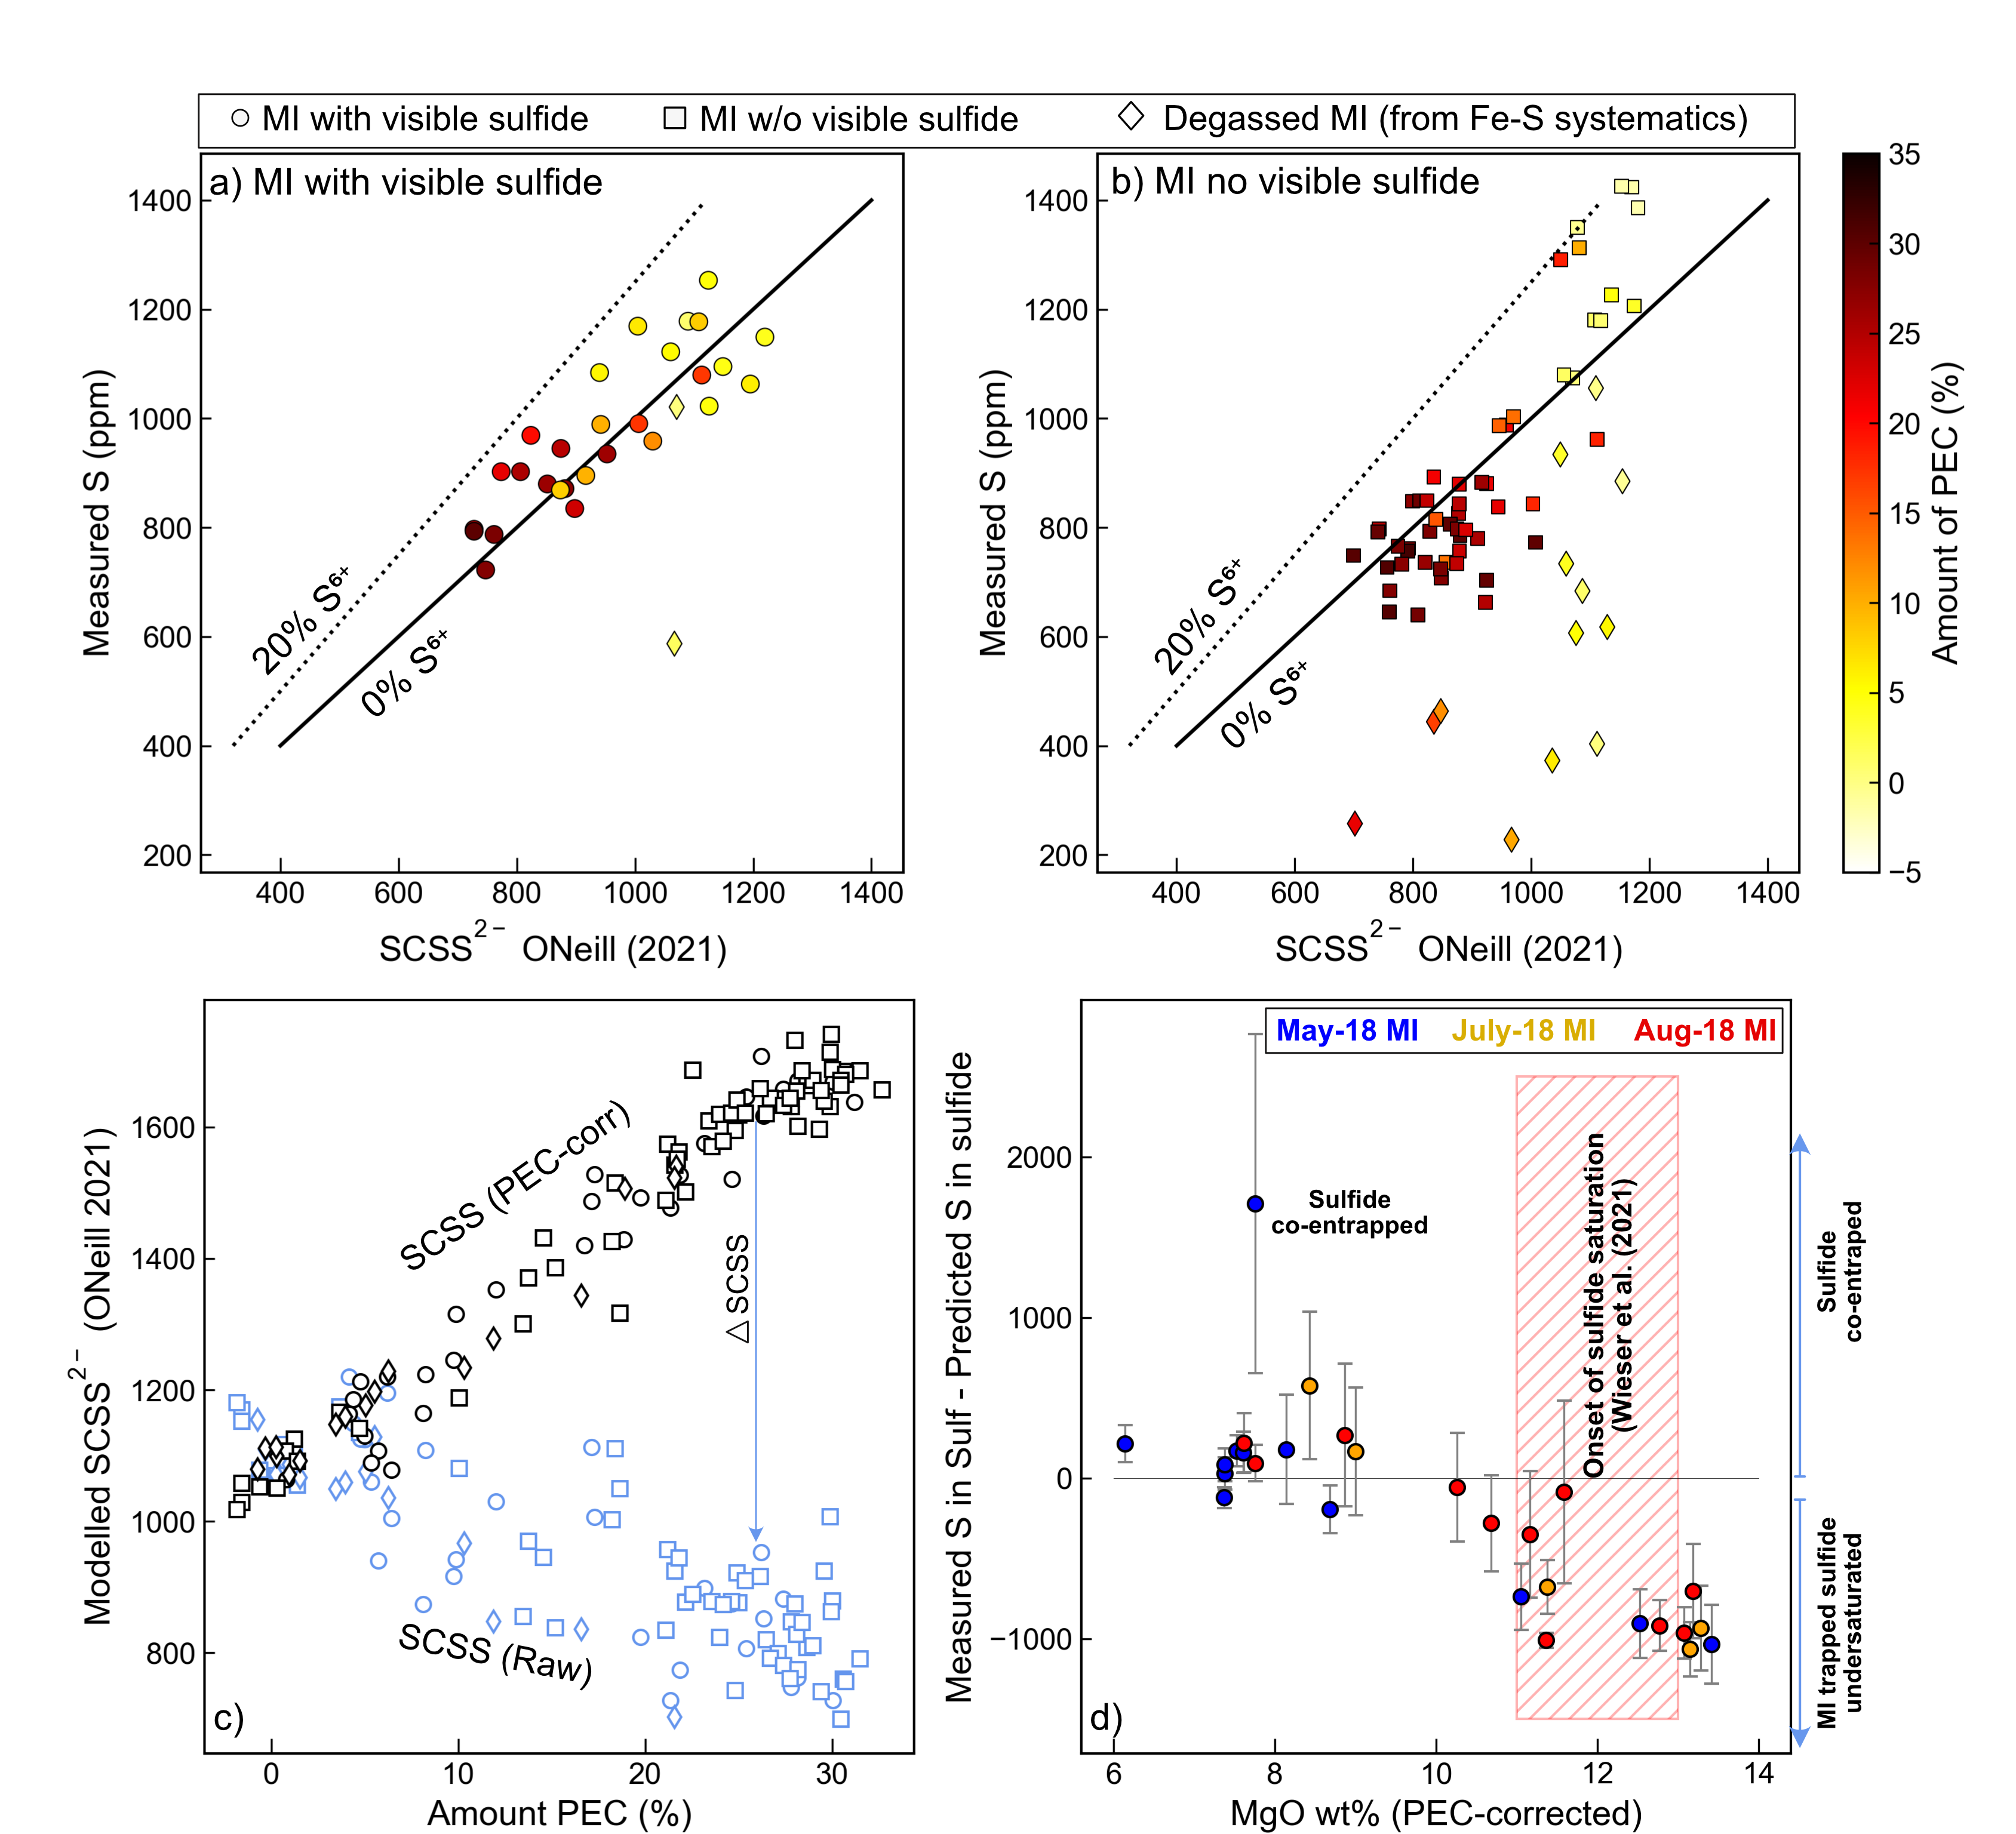 MI with visible sulfide
MI w/o visible sulfide
Degassed MI (from Fe-S systematics)
a) MI with visible sulfide
1400
1200
1000
800
600
400
200
400
600
800
1000
1200
1400
Measured S (ppm)
SCSS²⁻ ONeill (2021)
20% S⁶⁺
0% S⁶⁺
b) MI no visible sulfide
1400
1200
1000
800
600
400
200
400
600
800
1000
1200
1400
Measured S (ppm)
SCSS²⁻ ONeill (2021)
20% S⁶⁺
0% S⁶⁺
35
30
25
20
15
10
5
0
−5
Amount of PEC (%)
1600
1400
1200
1000
800
0
10
20
30
Modelled SCSS²⁻ (ONeill 2021)
Amount PEC (%)
SCSS (PEC-corr)
△SCSS
SCSS (Raw)
c)
May-18 MI
July-18 MI
Aug-18 MI
2000
1000
0
−1000
6
8
10
12
14
Measured S in Sulf - Predicted S in sulfide
MgO wt% (PEC-corrected)
Sulfide
co-entrapped
Onset of sulfide saturation
(Wieser et al. (2021)
d)
Sulfide
co-entraped
MI trapped sulfide
undersaturated